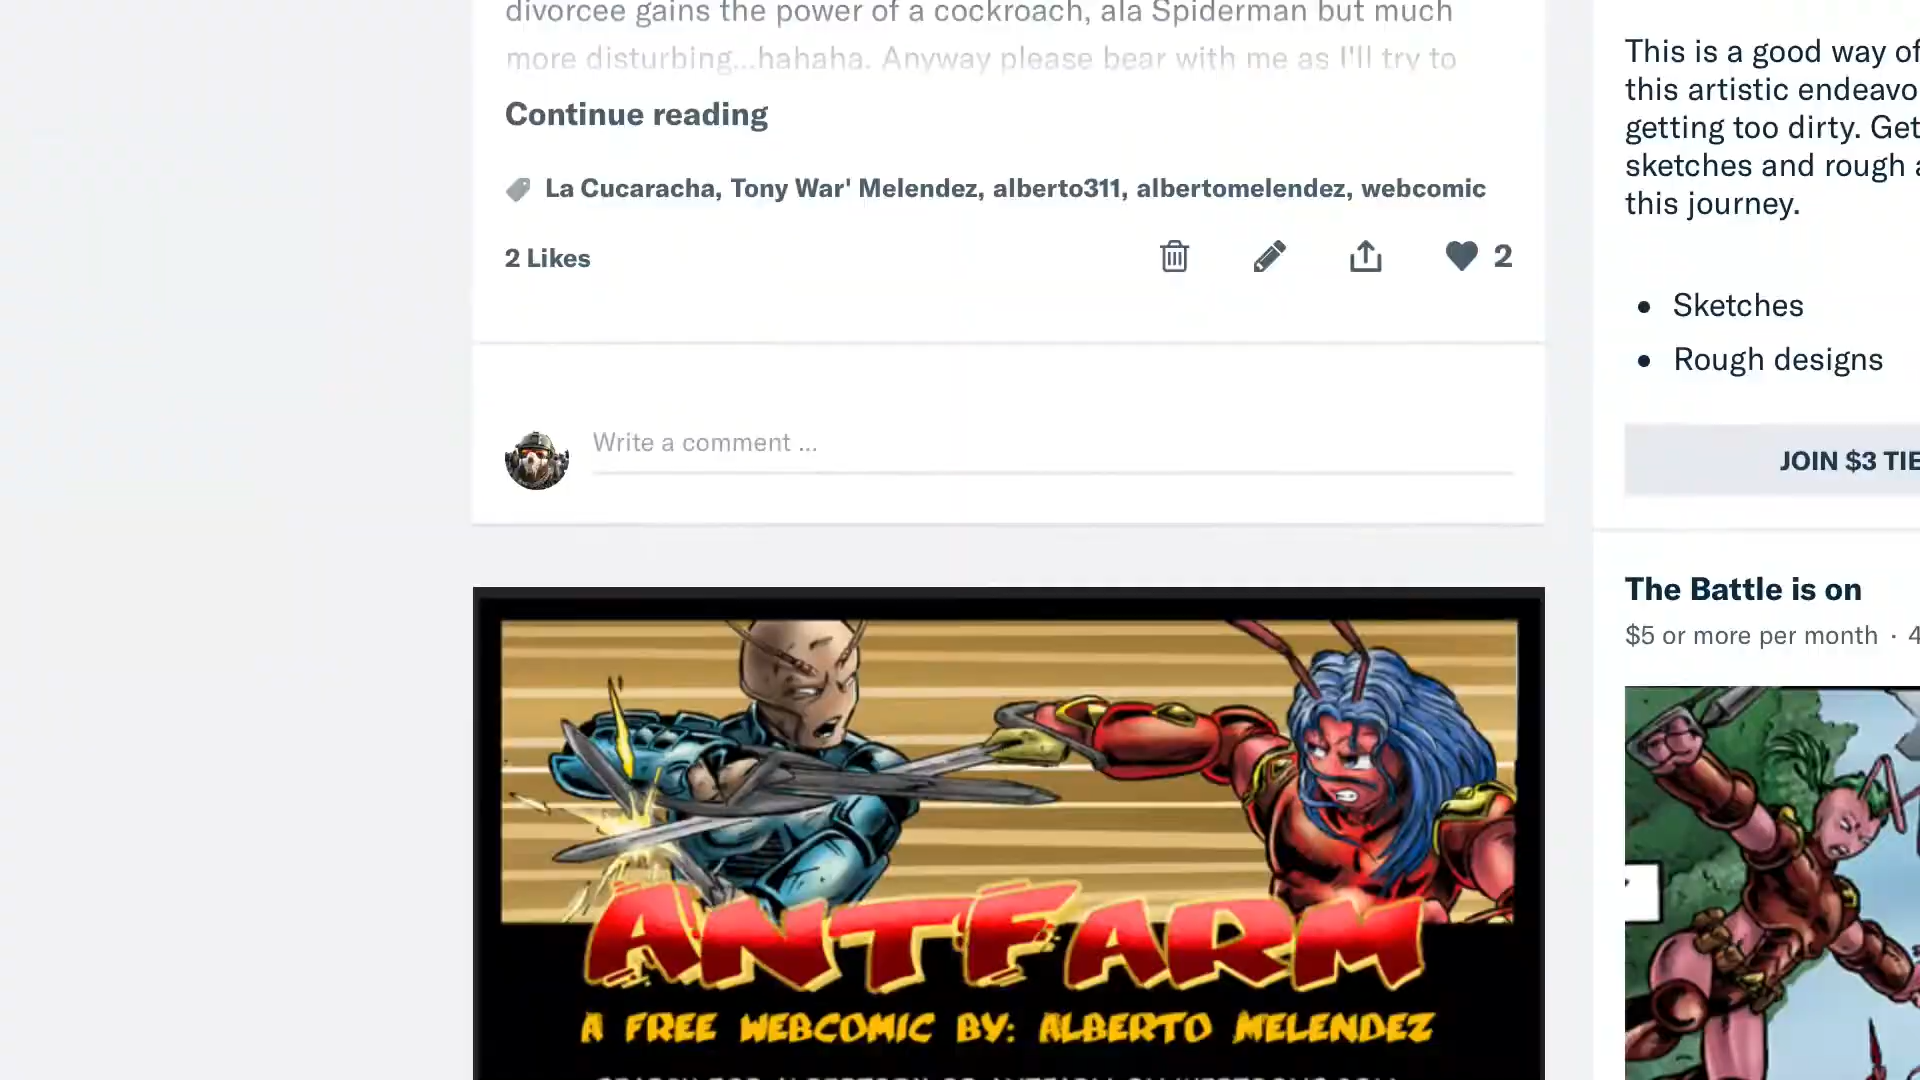 divorcee gains the power of a cockroach, ala Spiderman but much
more disturbing...hahaha. Anyway please bear with me as I'll try to
Continue reading
La Cucaracha, Tony War' Melendez, alberto311, albertomelendez, webcomic
2 Likes
2
Write a comment ...
ANTFARM
A FREE WEBCOMIC BY: ALBERTO MELENDEZ
This is a good way of
this artistic endeavo
getting too dirty. Get
sketches and rough a
this journey.
• Sketches
• Rough designs
JOIN $3 TIE
The Battle is on
$5 or more per month · 4